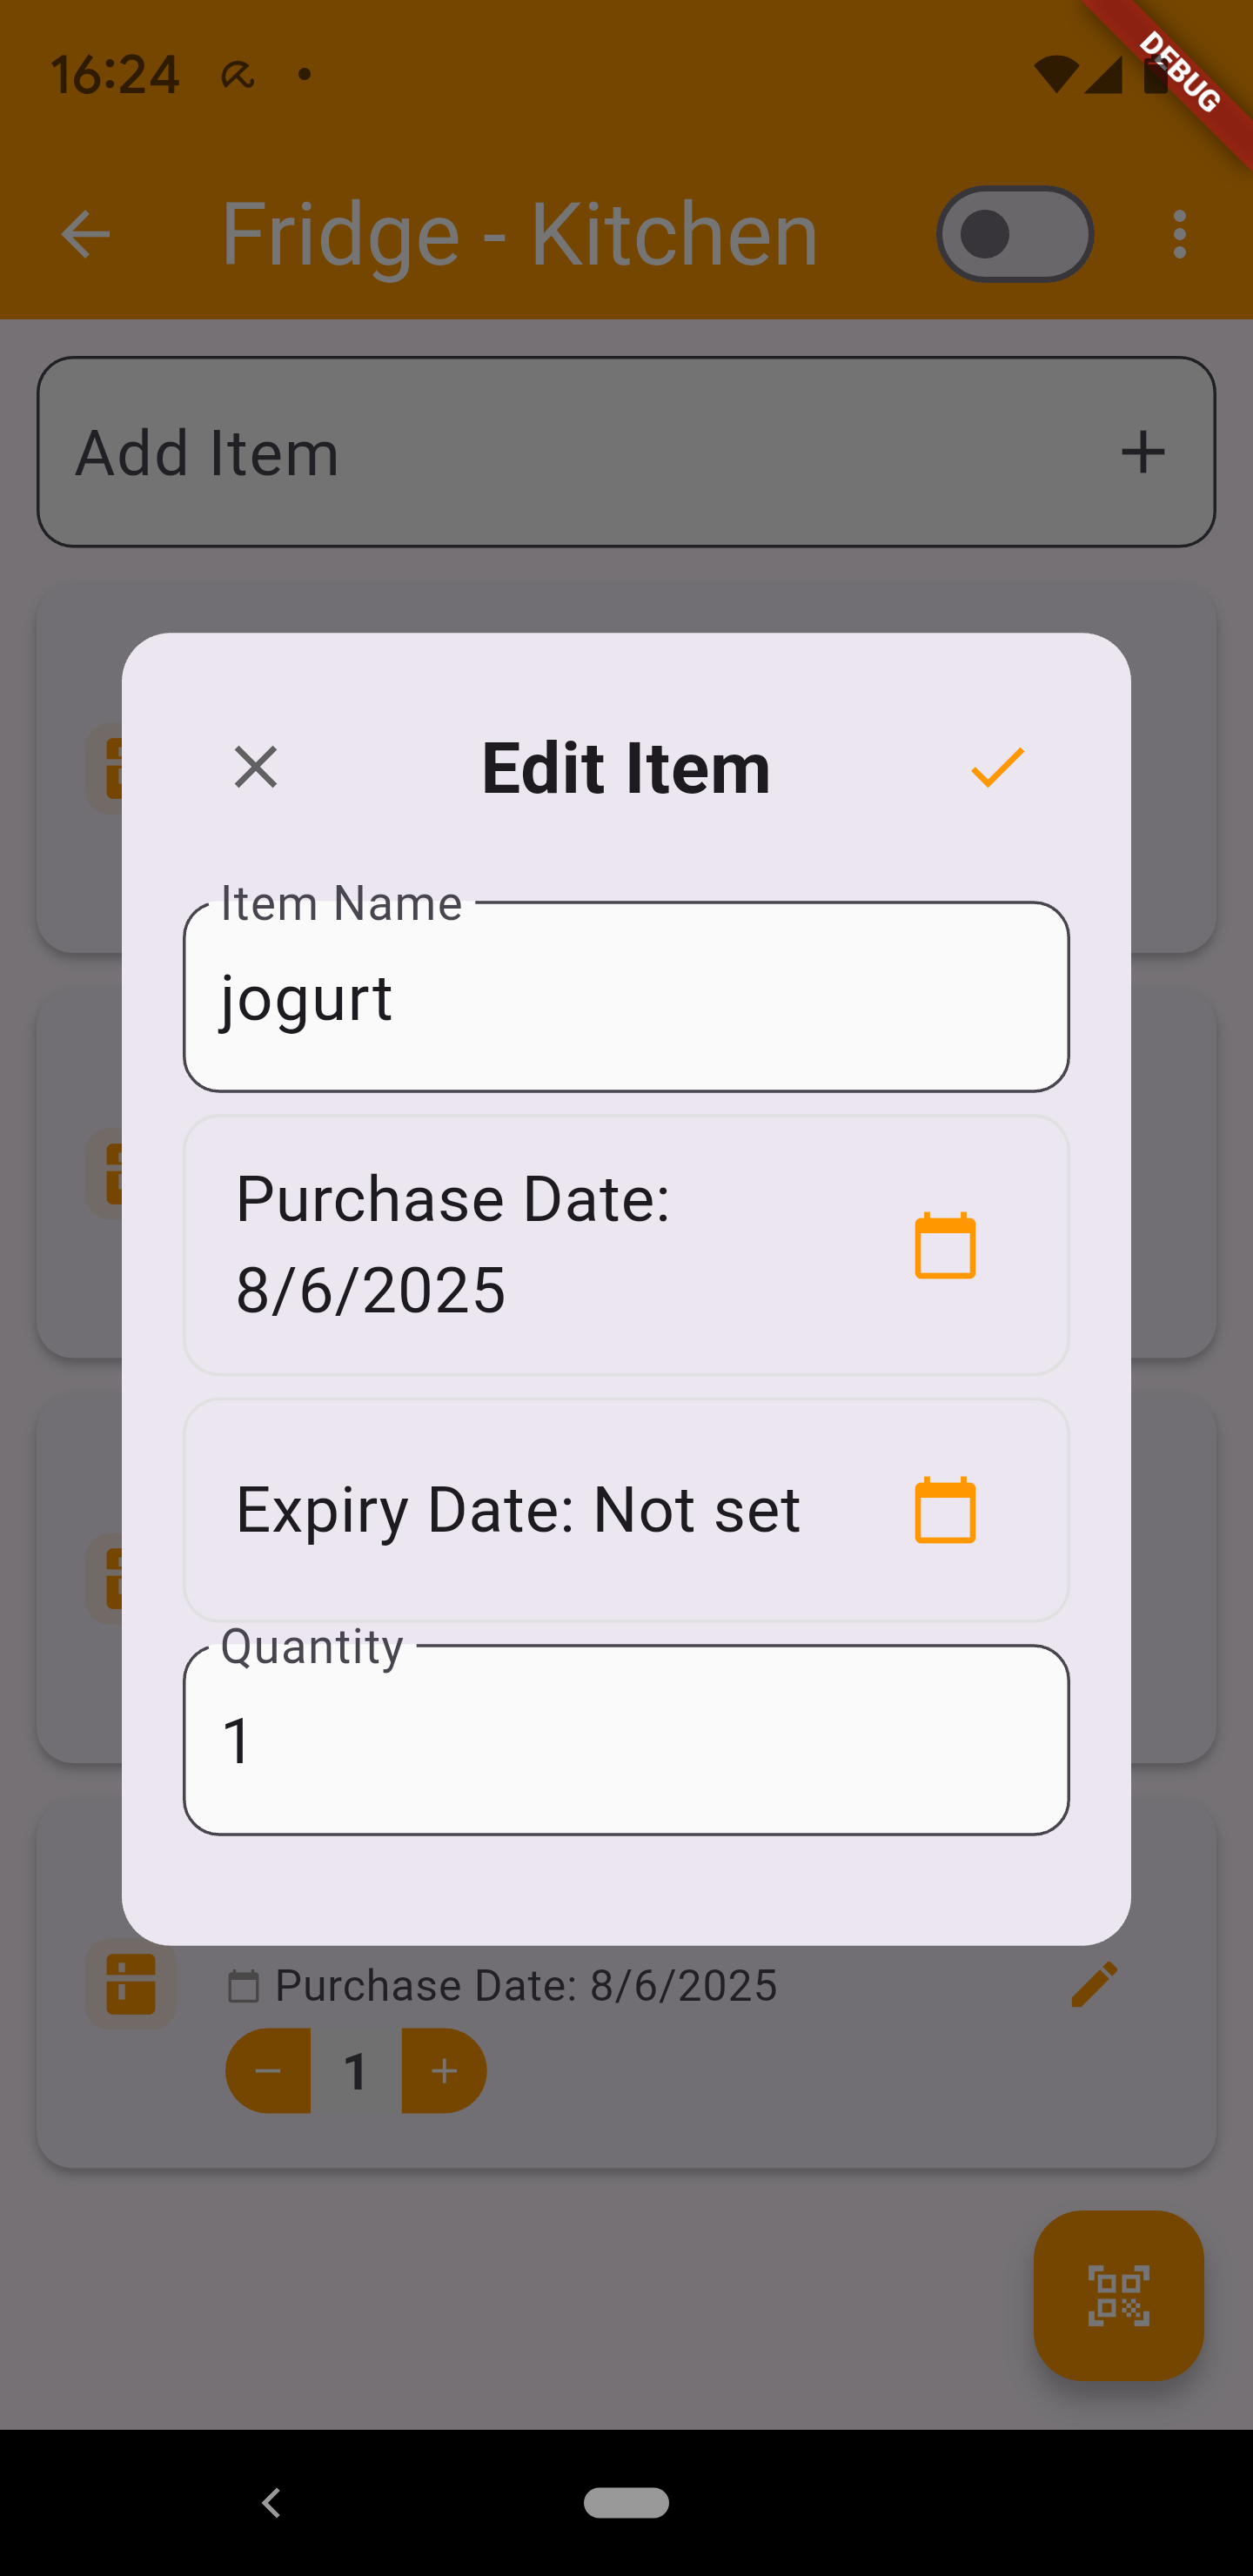 16:24
DEBUG
Fridge - Kitchen
Add Item
Edit Item
Item Name
jogurt
Purchase Date:
8/6/2025
Expiry Date: Not set
Quantity
1
Purchase Date: 8/6/2025
1